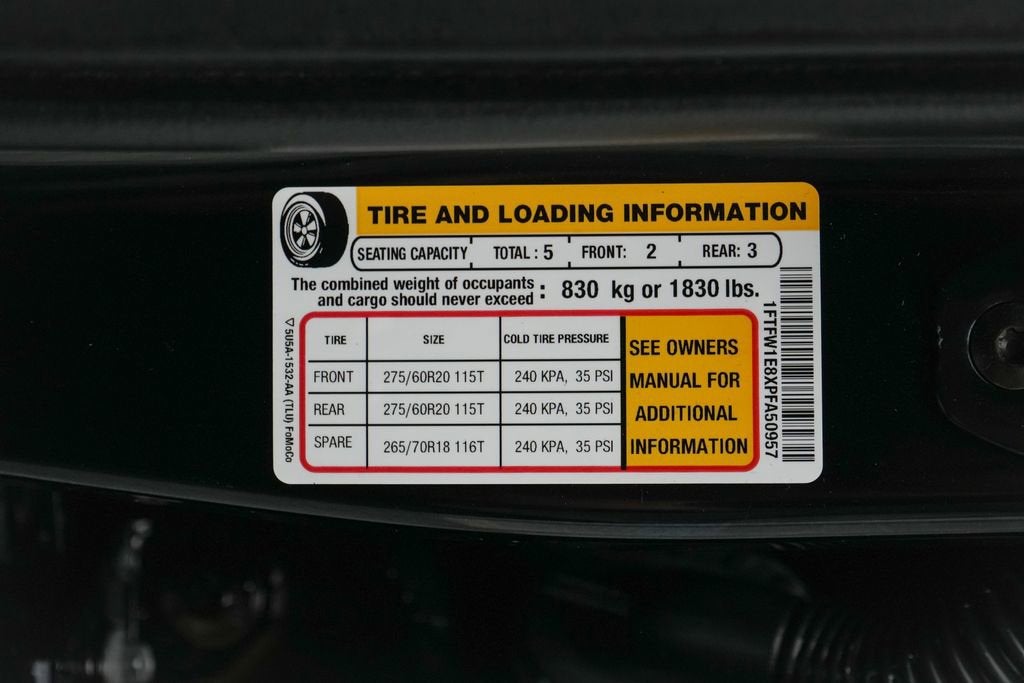 TIRE AND LOADING INFORMATION
SEATING CAPACITY TOTAL : 5 FRONT: 2 REAR: 3
The combined weight of occupants
and cargo should never exceed : 830 kg or 1830 lbs.
TIRE SIZE COLD TIRE PRESSURE
FRONT 275/60R20 115T 240 KPA, 35 PSI
REAR 275/60R20 115T 240 KPA, 35 PSI
SPARE 265/70R18 116T 240 KPA, 35 PSI
SEE OWNERS
MANUAL FOR
ADDITIONAL
INFORMATION
1FTFW1E8XPFA50957
▽5U5A-1532-AA (TLU) FoMoCo